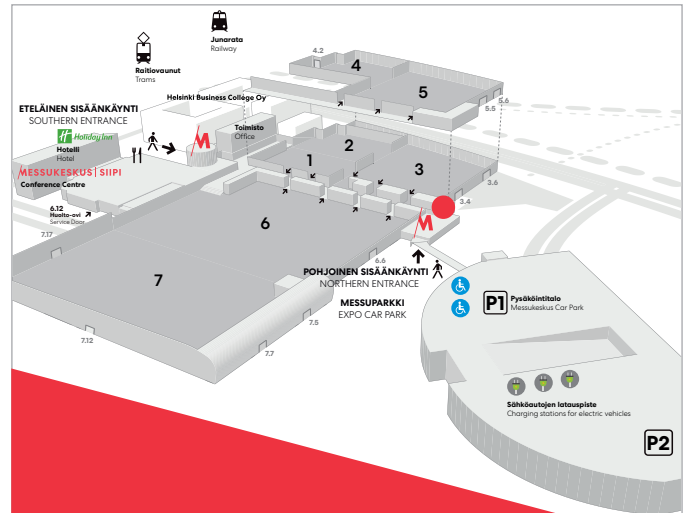 Junarata
Railway
Raitiovaunut
Trams
4.2
4
5
5.5
5.6
Helsinki Business College Oy
ETELÄINEN SISÄÄNKÄYNTI
SOUTHERN ENTRANCE
Holiday Inn
Hotelli
Hotel
MESSUKESKUS SIIPI
Conference Centre
M
Toimisto
Office
1
2
3
3.6
3.4
6.12
Huolto-ovi
Service Door
7.17
6
M
6.6
7
POHJOINEN SISÄÄNKÄYNTI
NORTHERN ENTRANCE
MESSUPARKKI
EXPO CAR PARK
P1
Pysäköintitalo
Messukeskus Car Park
7.5
7.7
7.12
Sähköautojen latauspiste
Charging stations for electric vehicles
P2